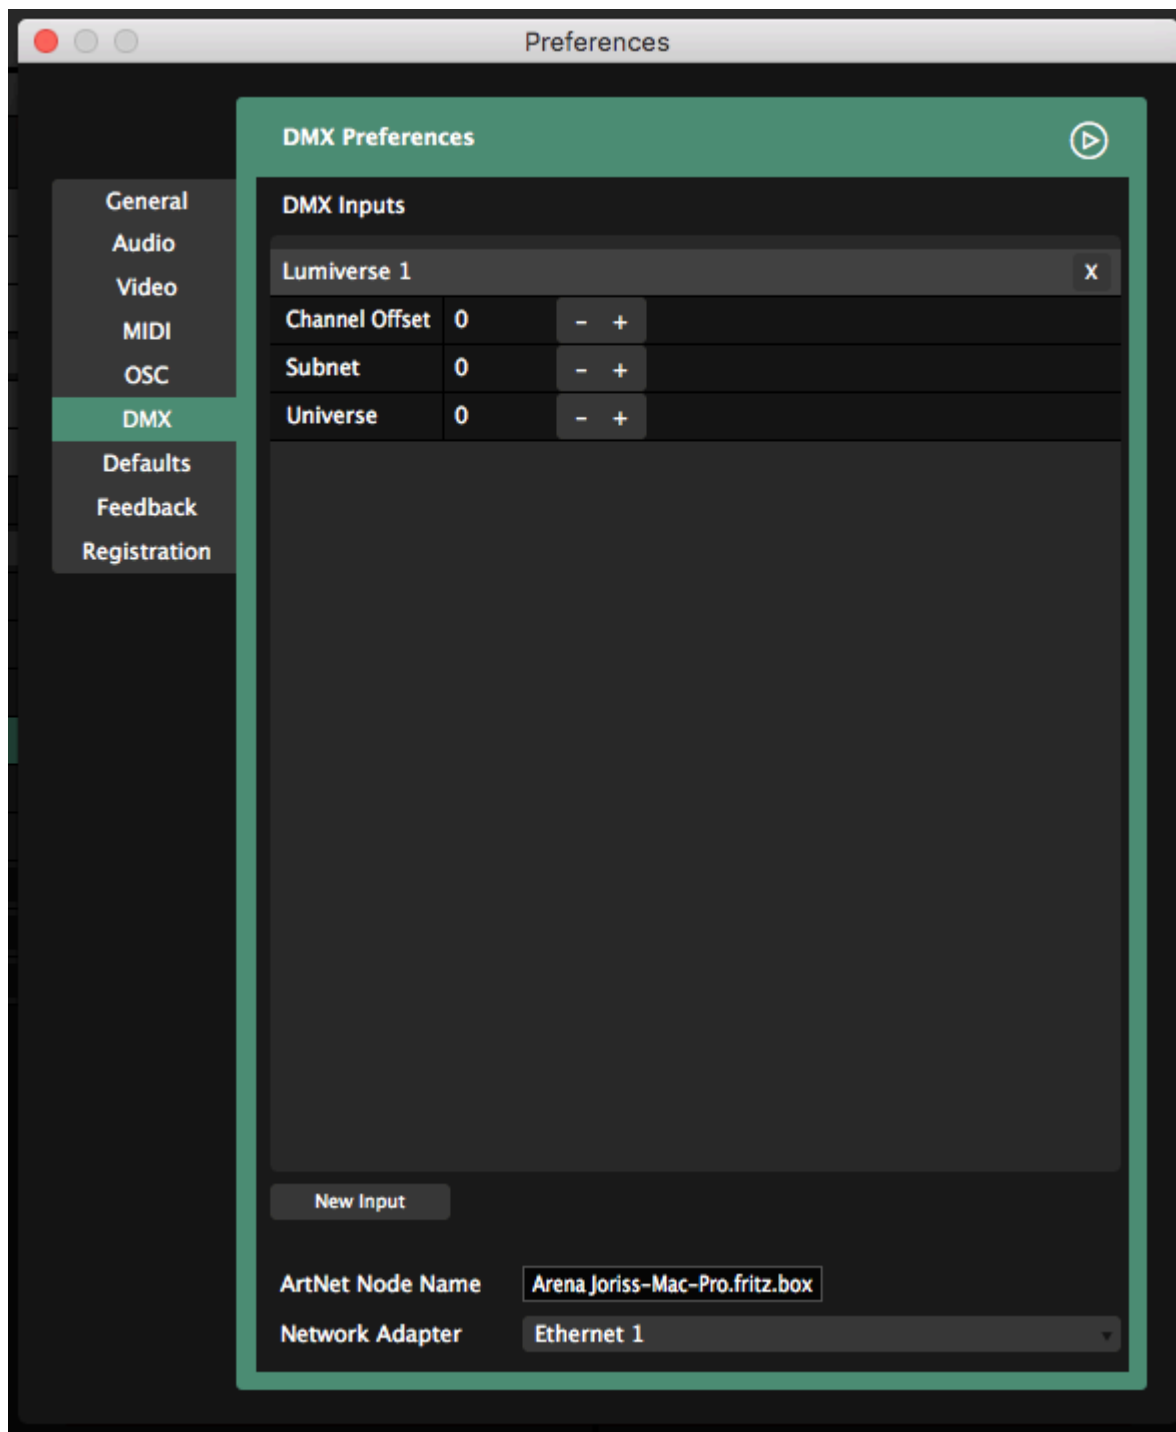 Preferences
DMX Preferences
General
Audio
Video
MIDI
OSC
DMX
Defaults
Feedback
Registration
DMX Inputs
Lumiverse 1 X
Channel Offset 0 - +
Subnet 0 - +
Universe 0 - +
New Input
ArtNet Node Name Arena Joriss-Mac-Pro.fritz.box
Network Adapter Ethernet 1